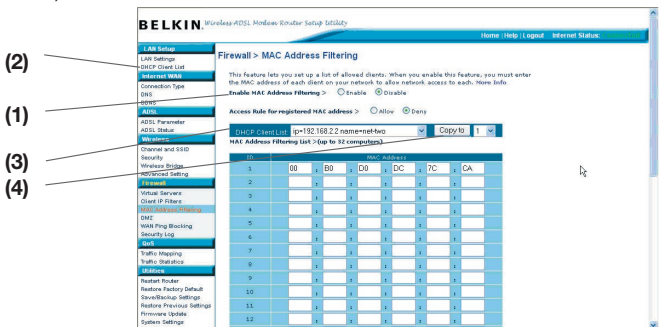 BELKIN. Wireless ADSL Modem Router Setup Utility
Home | Help | Logout Internet Status:
(2)
(1)
(3)
(4)
LAN Setup
LAN Settings
DHCP Client List
Internet WAN
Connection Type
DNS
DDNS
ADSL
ADSL Parameter
ADSL Status
Wireless
Channel and SSID
Security
Wireless Bridge
Advanced Setting
Firewall
Virtual Servers
Client IP Filters
MAC Address Filtering
DMZ
WAN Ping Blocking
Security Log
QoS
Traffic Mapping
Traffic Statistics
Utilities
Restart Router
Restore Factory Default
Save/Backup Settings
Restore Previous Settings
Firmware Update
System Settings
Firewall > MAC Address Filtering
This feature lets you set up a list of allowed clients. When you enable this feature, you must enter
the MAC address of each client on your network to allow network access to each. More Info
Enable MAC Address Filtering > Enable Disable
Access Rule for registered MAC address > Allow Deny
DHCP Client List: ip=192.168.2.2 name=net-two Copy to 1
MAC Address Filtering List >(up to 32 computers)
ID MAC Address
1 00 : B0 : D0 : DC : 7C : CA
2 : : : : :
3 : : : : :
4 : : : : :
5 : : : : :
6 : : : : :
7 : : : : :
8 : : : : :
9 : : : : :
10 : : : : :
11 : : : : :
12 : : : : :